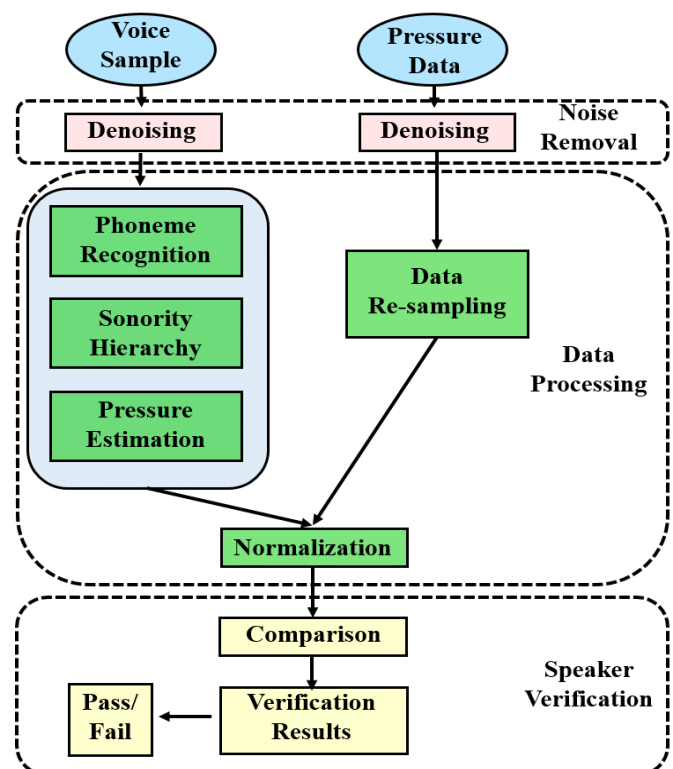 Voice
Sample
Pressure
Data
Denoising
Denoising
Noise
Removal
Phoneme
Recognition
Sonority
Hierarchy
Pressure
Estimation
Data
Re-sampling
Data
Processing
Normalization
Comparison
Verification
Results
Pass/
Fail
Speaker
Verification